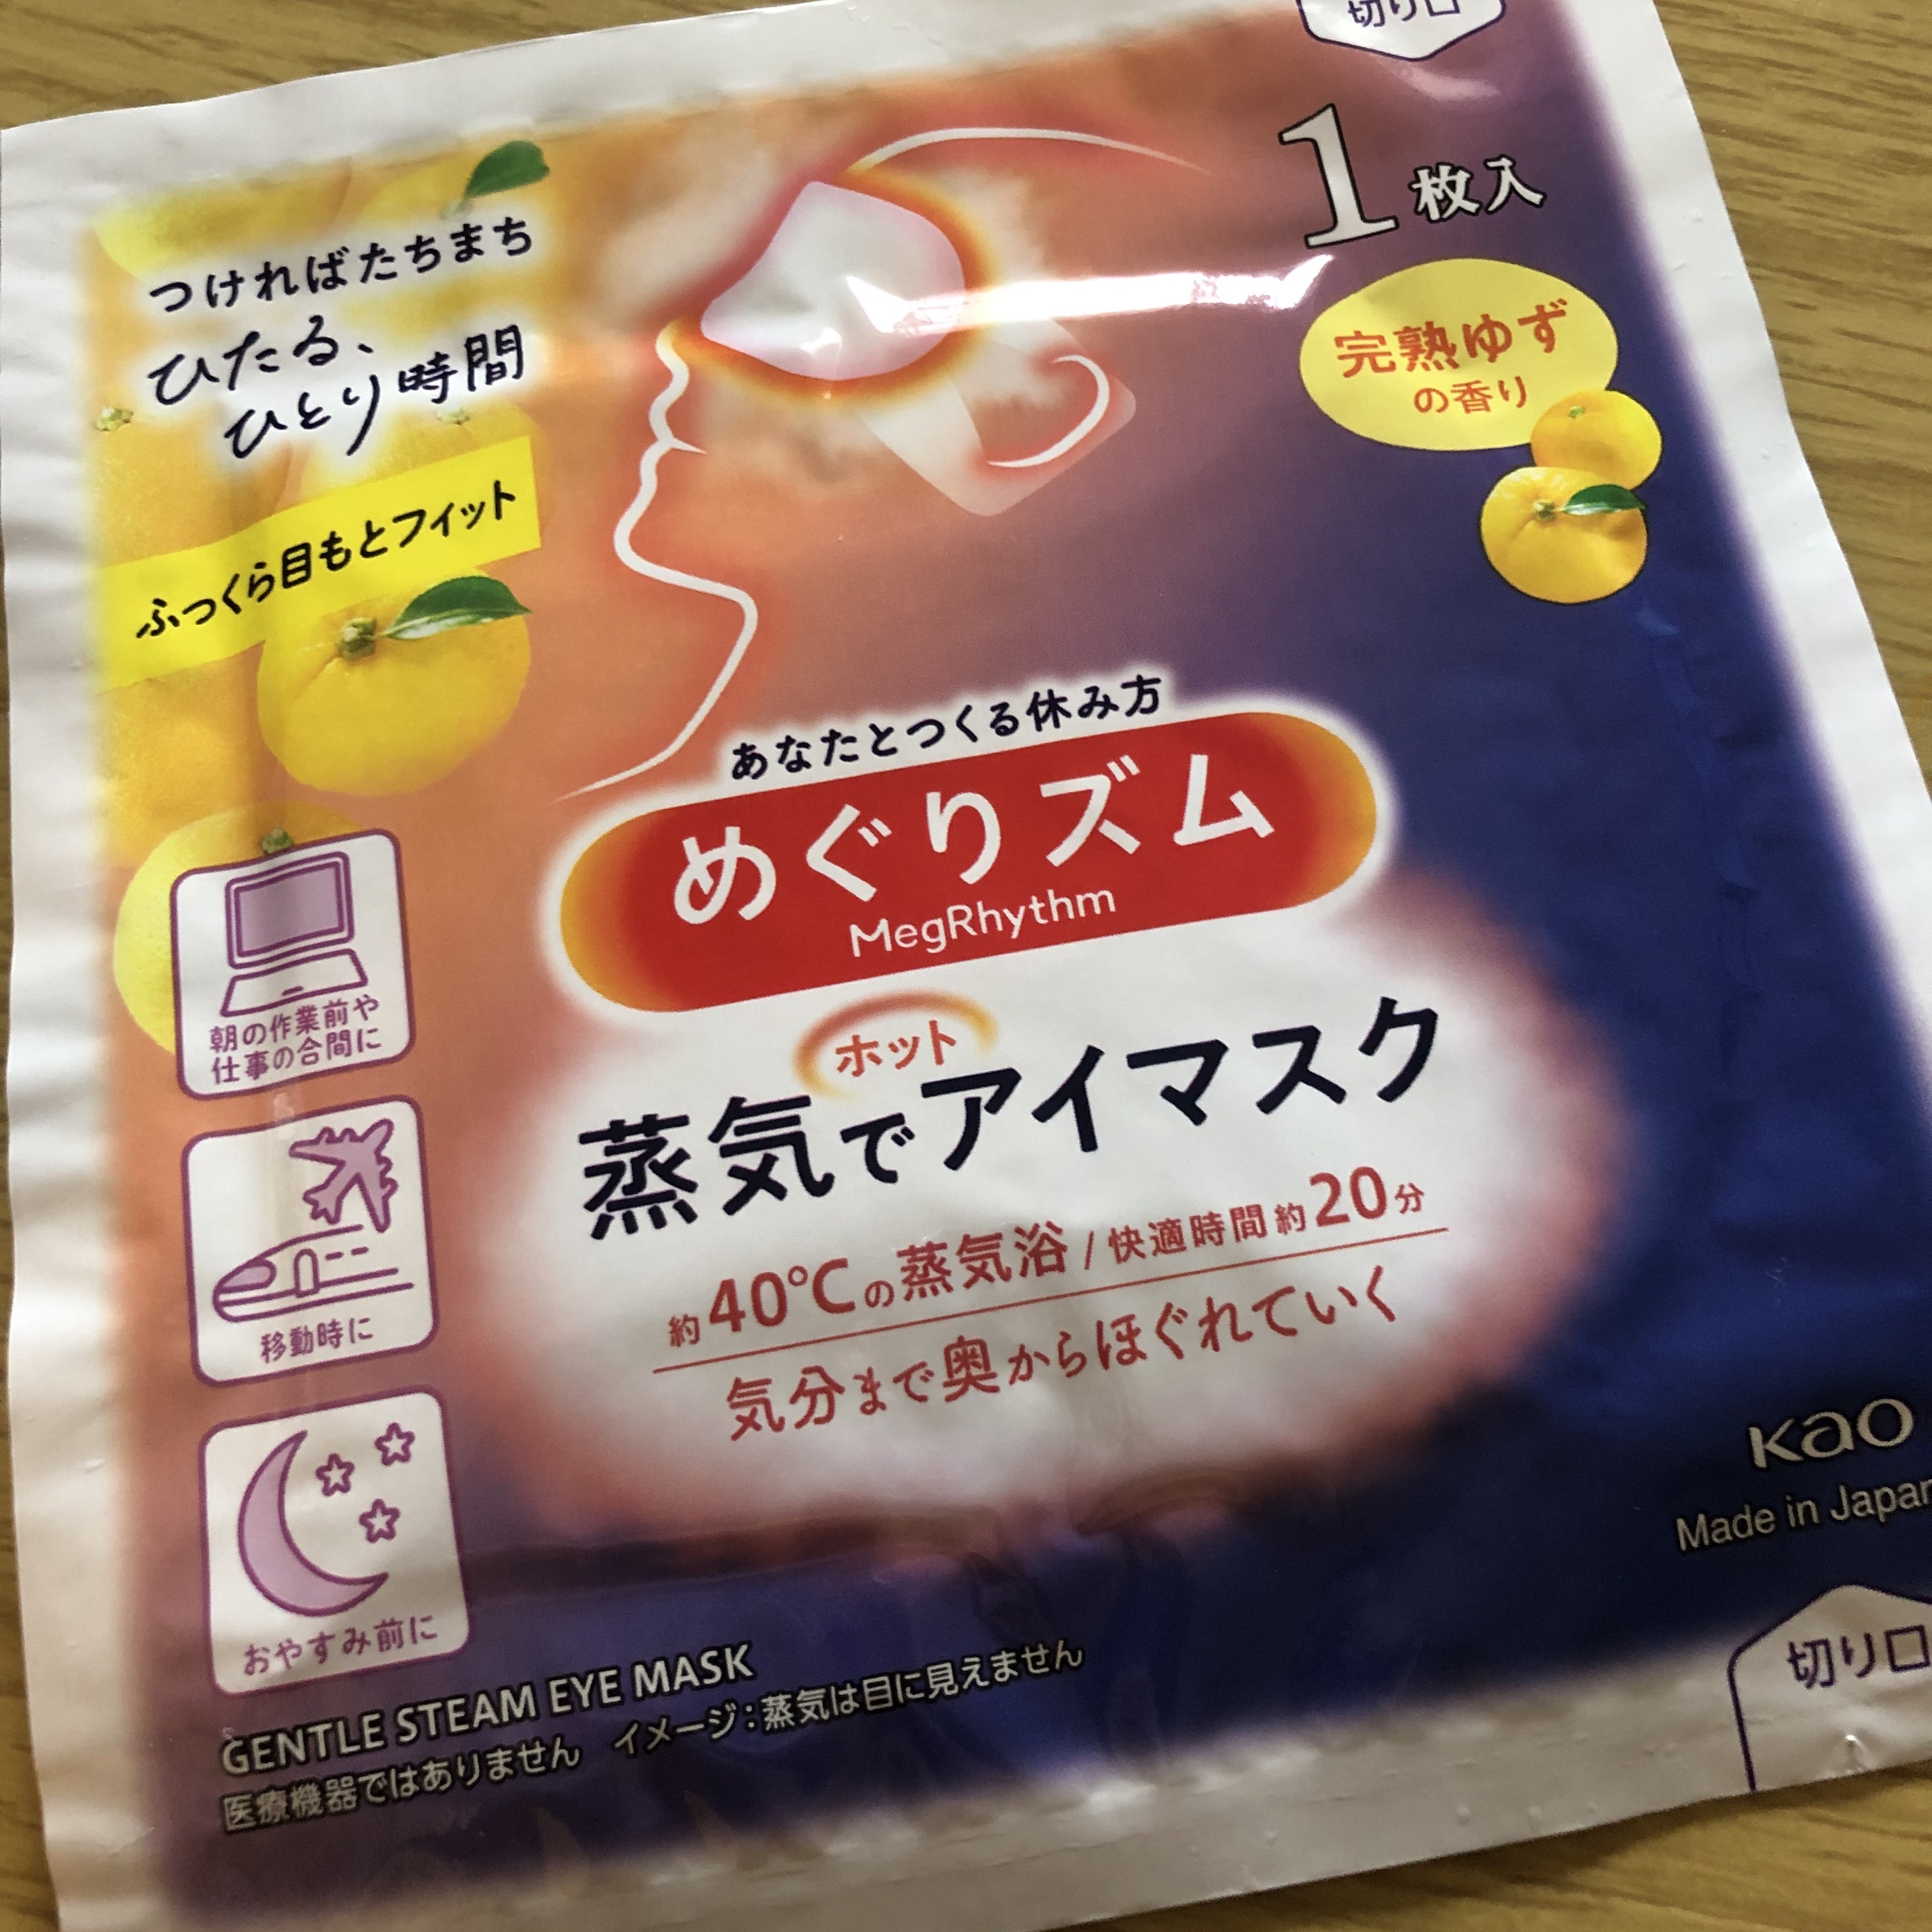 切り口
1枚入
つければたちまち
ひたる、
ひとり時間
完熟ゆず
の香り
ふっくら目もとフィット
あなたとつくる休み方
めぐりズム
MegRhythm
ホット
蒸気でアイマスク
約40℃の蒸気浴/快適時間約20分
気分まで奥からほぐれていく
朝の作業前や
仕事の合間に
移動時に
おやすみ前に
Kao
Made in Japan
切り口
GENTLE STEAM EYE MASK
医療機器ではありません イメージ:蒸気は目に見えません